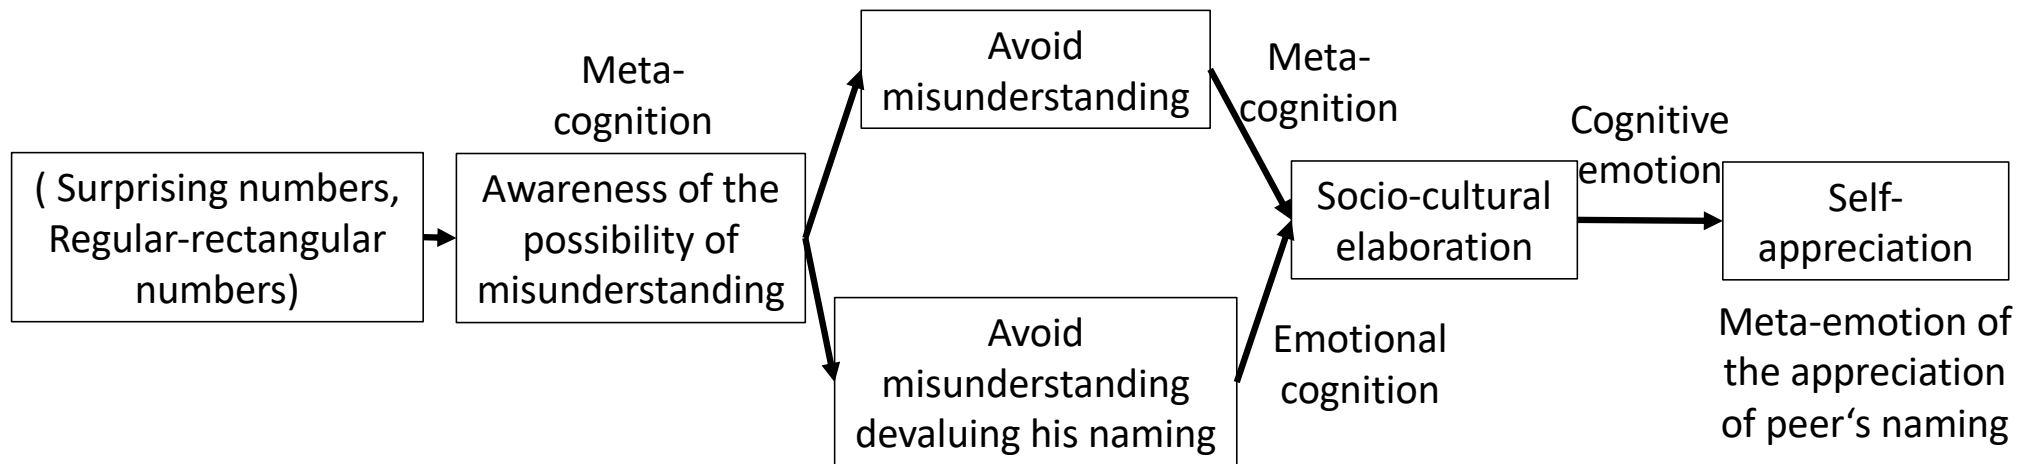 ( Surprising numbers,
Regular-rectangular
numbers)
Meta-
cognition
Awareness of the
possibility of
misunderstanding
Avoid
misunderstanding
Avoid
misunderstanding
devaluing his naming
Meta-
cognition
Emotional
cognition
Socio-cultural
elaboration
Cognitive
emotion
Self-
appreciation
Meta-emotion of
the appreciation
of peer‘s naming